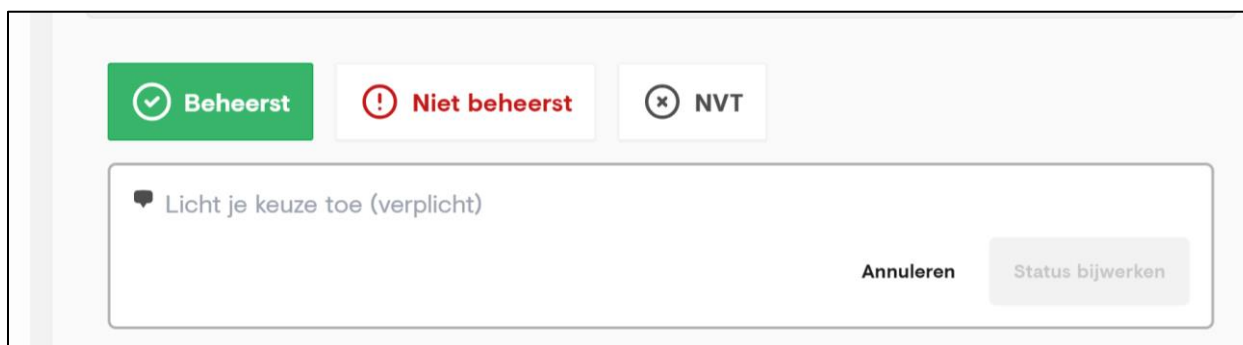 Beheerst Niet beheerst NVT
Licht je keuze toe (verplicht)
Annuleren Status bijwerken